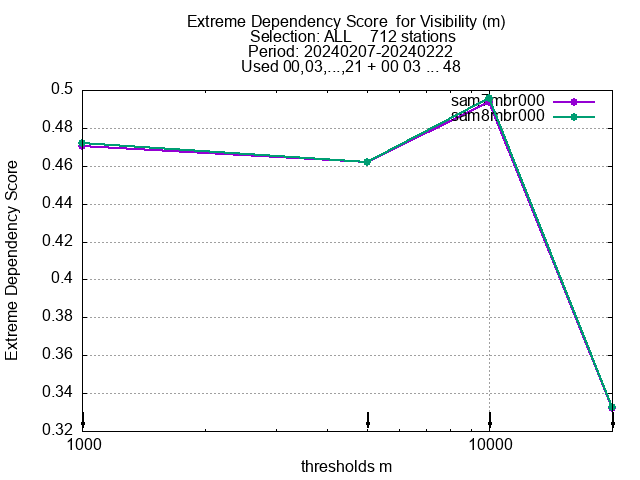 Extreme Dependency Score for Visibility (m)
Selection: ALL 712 stations
Period: 20240207-20240222
Used 00,03,...,21 + 00 03 ... 48
0.5
0.48
0.46
0.44
0.42
0.4
0.38
0.36
0.34
0.32
Extreme Dependency Score
sam7mbr000
sam8mbr000
1000
10000
thresholds m